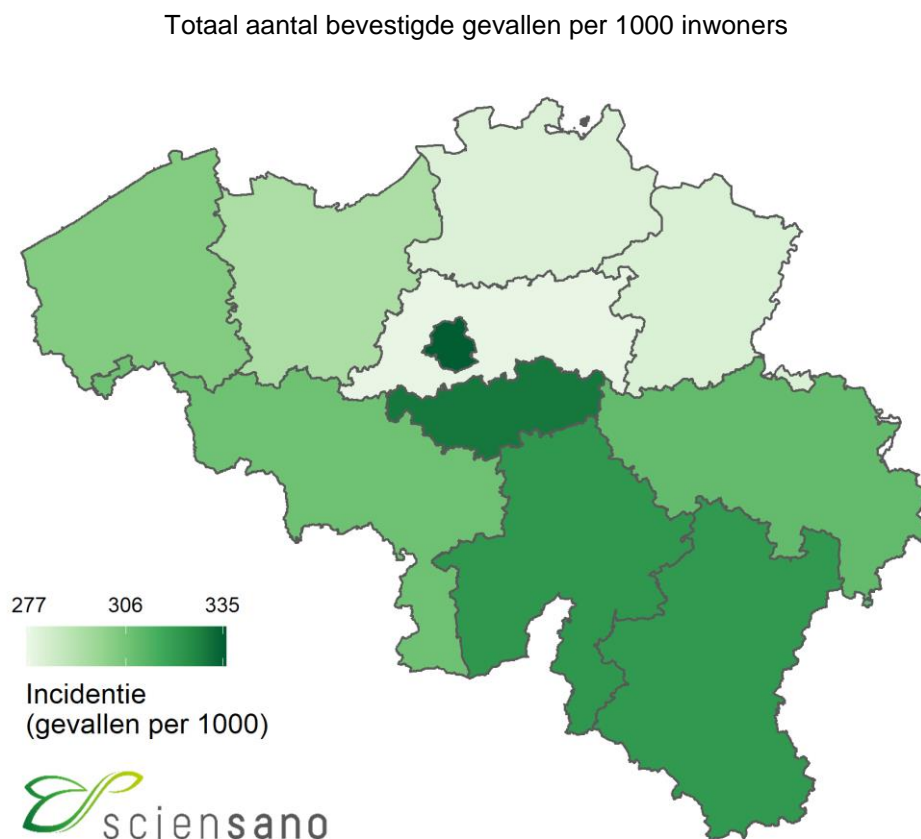 Totaal aantal bevestigde gevallen per 1000 inwoners
277 306 335
Incidentie
(gevallen per 1000)
sciensano